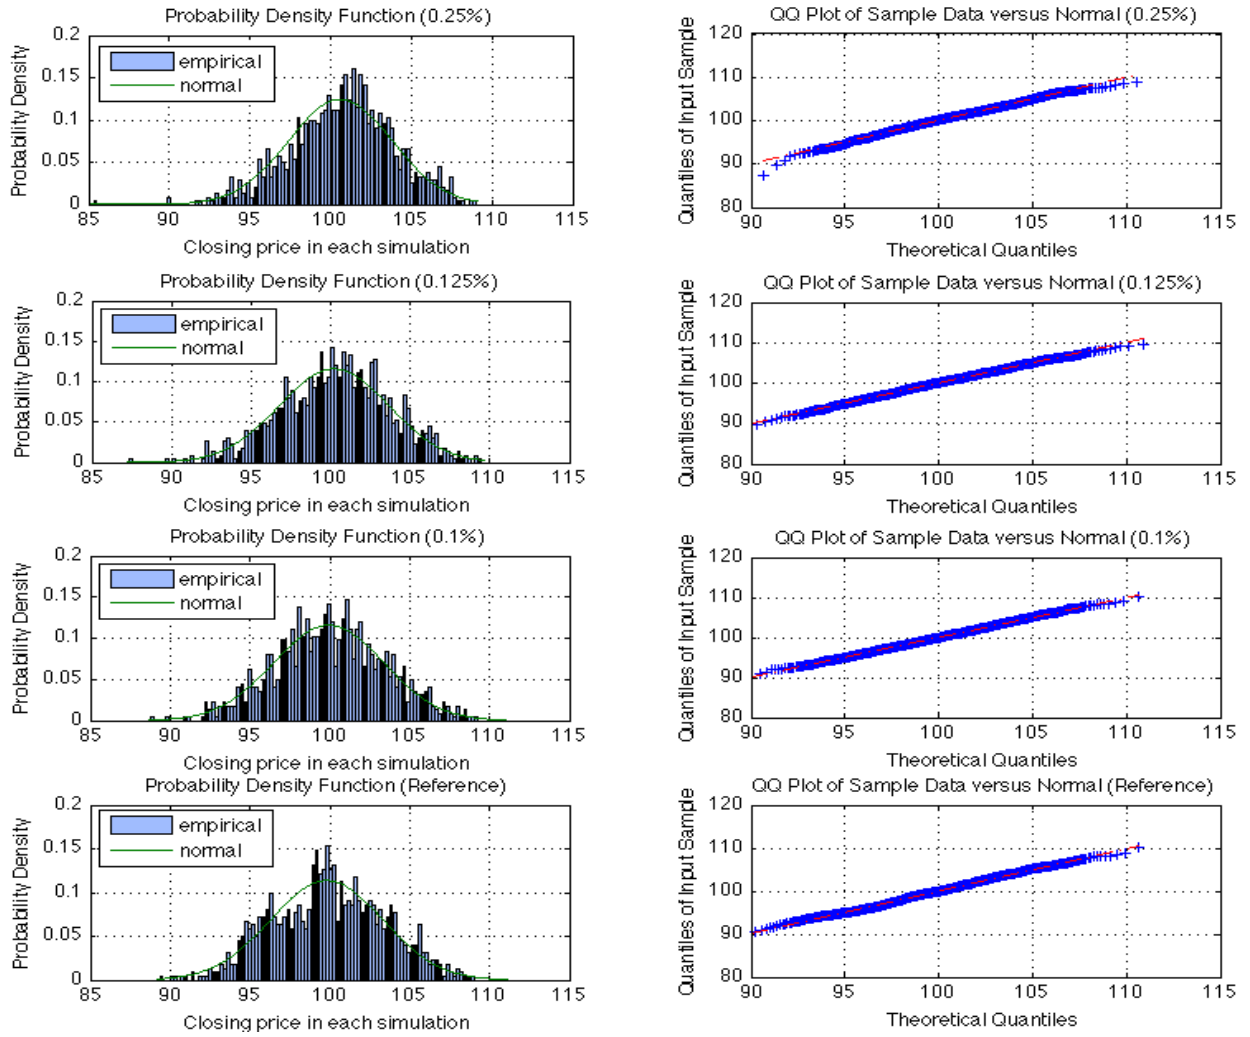 Probability Density Function (0.25%)
Probability Density
0.2
0.15
0.1
0.05
0
empirical
normal
85 90 95 100 105 110 115
Closing price in each simulation
QQ Plot of Sample Data versus Normal (0.25%)
Quantiles of Input Sample
120
110
100
90
80
90 95 100 105 110 115
Theoretical Quantiles
Probability Density Function (0.125%)
Probability Density
0.2
0.15
0.1
0.05
0
empirical
normal
85 90 95 100 105 110 115
Closing price in each simulation
QQ Plot of Sample Data versus Normal (0.125%)
Quantiles of Input Sample
120
110
100
90
80
90 95 100 105 110 115
Theoretical Quantiles
Probability Density Function (0.1%)
Probability Density
0.2
0.15
0.1
0.05
0
empirical
normal
85 90 95 100 105 110 115
Closing price in each simulation
QQ Plot of Sample Data versus Normal (0.1%)
Quantiles of Input Sample
120
110
100
90
80
90 95 100 105 110 115
Theoretical Quantiles
Probability Density Function (Reference)
Probability Density
0.2
0.15
0.1
0.05
0
empirical
normal
85 90 95 100 105 110 115
Closing price in each simulation
QQ Plot of Sample Data versus Normal (Reference)
Quantiles of Input Sample
120
110
100
90
80
90 95 100 105 110 115
Theoretical Quantiles